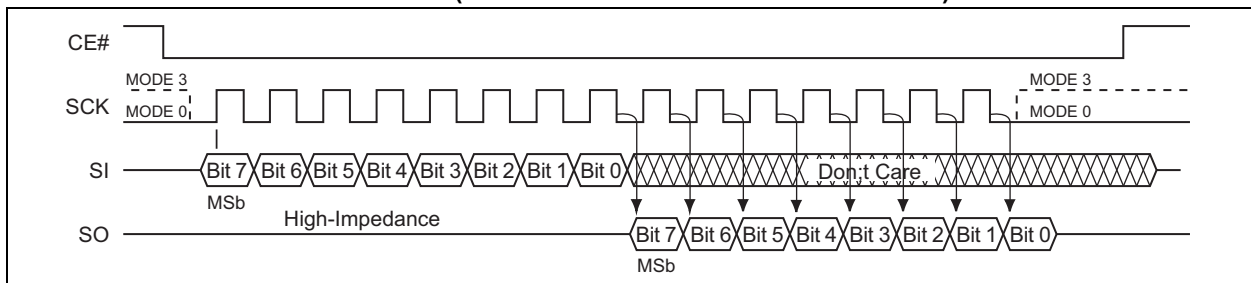 CE#
MODE 3 MODE 3
SCK MODE 0 MODE 0
SI Bit 7 Bit 6 Bit 5 Bit 4 Bit 3 Bit 2 Bit 1 Bit 0 Don;t Care
MSb
High-Impedance
SO Bit 7 Bit 6 Bit 5 Bit 4 Bit 3 Bit 2 Bit 1 Bit 0
MSb